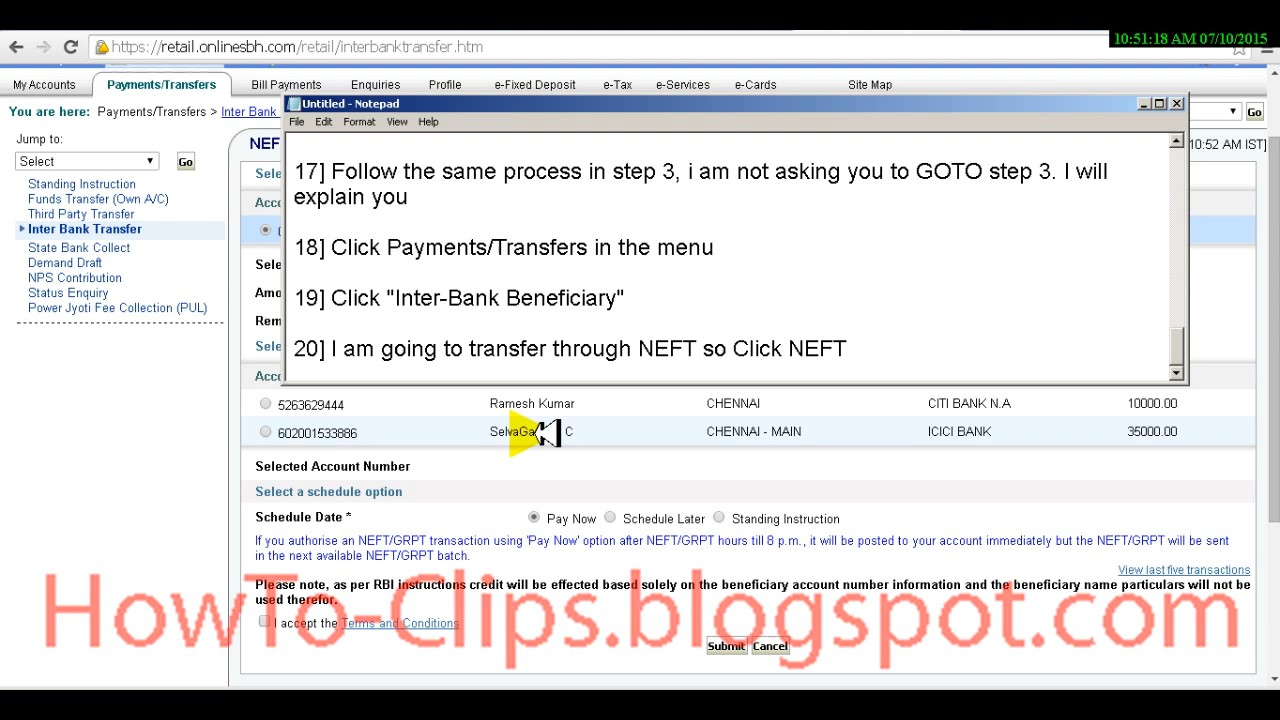 10:51:18 AM 07/10/2015
https://retail.onlinesbh.com/retail/interbanktransfer.htm
My Accounts Payments/Transfers Bill Payments Enquiries Profile e-Fixed Deposit e-Tax e-Services e-Cards Site Map
You are here: Payments/Transfers > Inter Bank
Go
Untitled - Notepad
File Edit Format View Help
17] Follow the same process in step 3, i am not asking you to GOTO step 3. I will
explain you
18] Click Payments/Transfers in the menu
19] Click "Inter-Bank Beneficiary"
20] I am going to transfer through NEFT so Click NEFT
Jump to:
Select Go
Standing Instruction
Funds Transfer (Own A/C)
Third Party Transfer
Inter Bank Transfer
State Bank Collect
Demand Draft
NPS Contribution
Status Enquiry
Power Jyoti Fee Collection (PUL)
10:52 AM IST]
5263629444 Ramesh Kumar CHENNAI CITI BANK N.A 10000.00
602001533886 C CHENNAI - MAIN ICICI BANK 35000.00
Selected Account Number
Select a schedule option
Schedule Date * Pay Now Schedule Later Standing Instruction
If you authorise an NEFT/GRPT transaction using 'Pay Now' option after NEFT/GRPT hours till 8 p.m., it will be posted to your account immediately but the NEFT/GRPT will be sent
in the next available NEFT/GRPT batch.
View last five transactions
Please note, as per RBI instructions credit will be effected based solely on the beneficiary account number information and the beneficiary name particulars will not be
used therefor.
I accept the Terms and Conditions
Submit Cancel
HowTo-Clips.blogspot.com